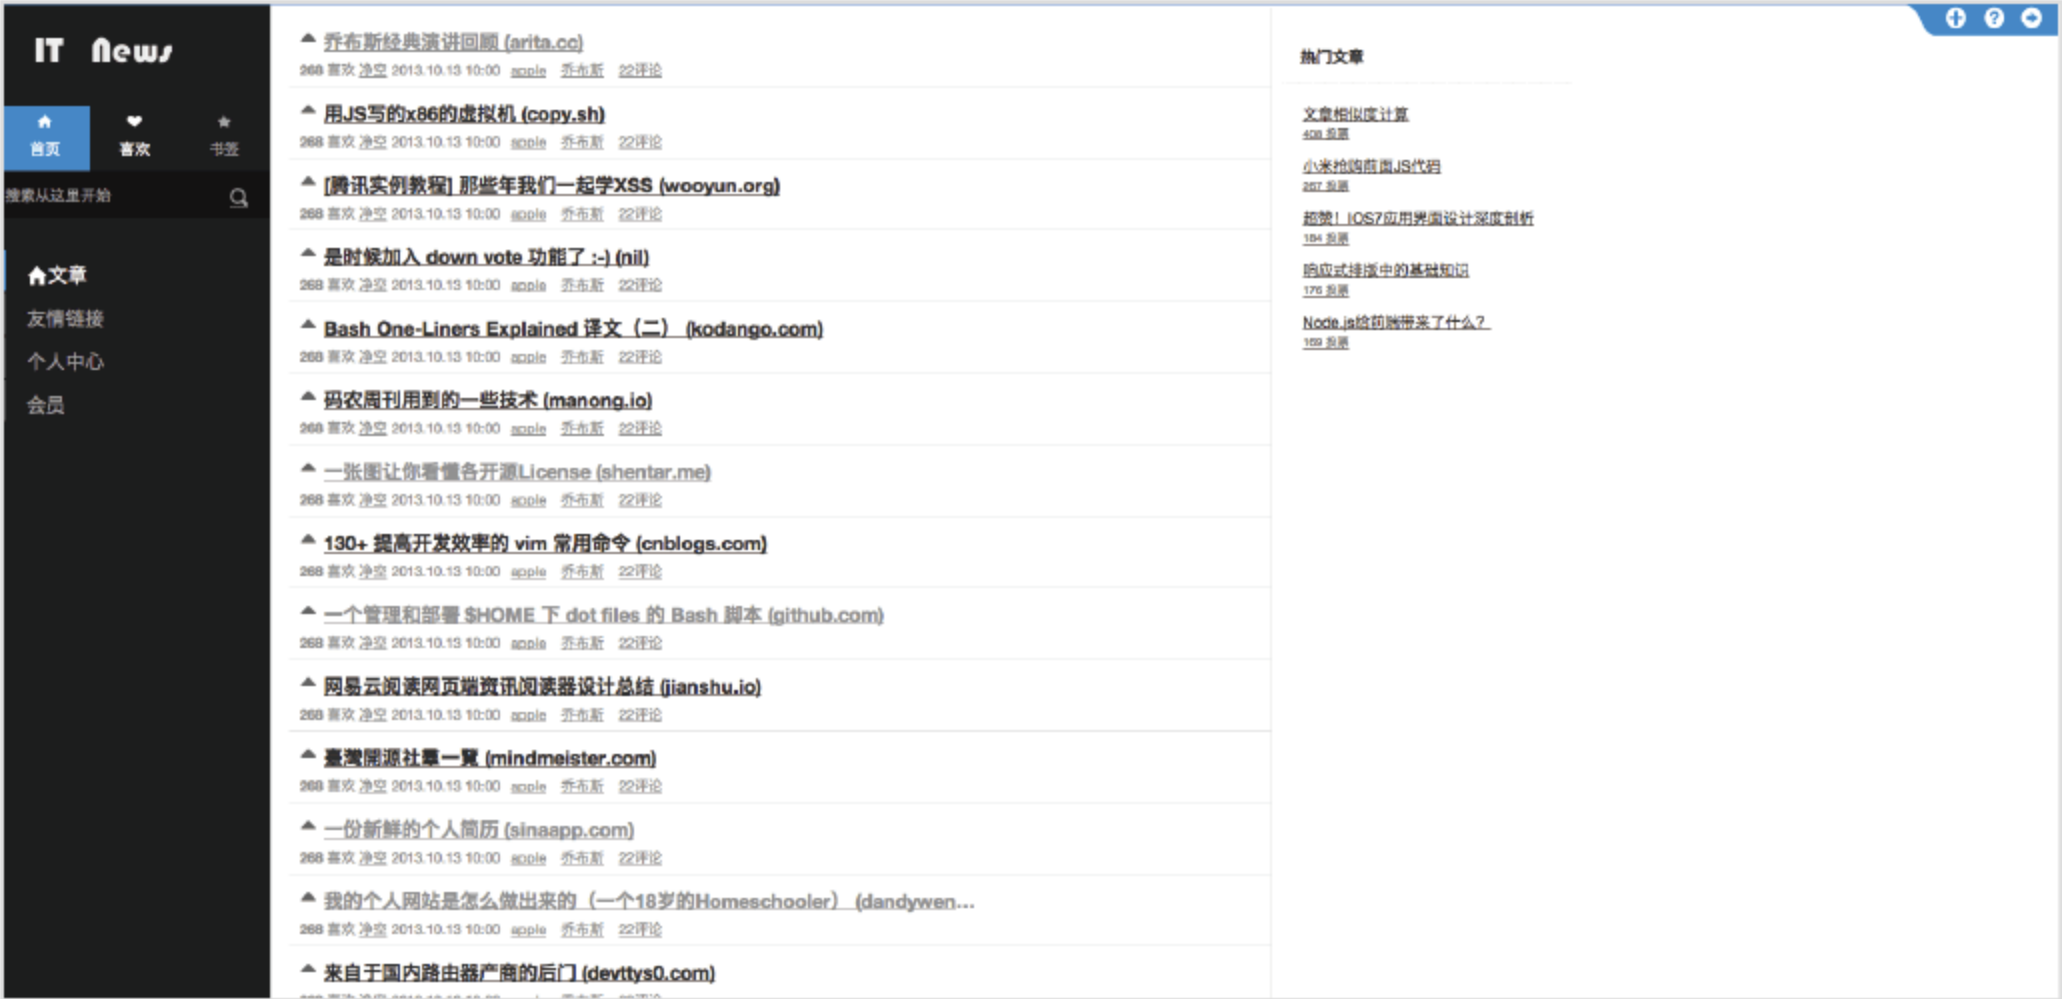 IT News
首页 喜欢 书签
搜索从这里开始
文章
友情链接
个人中心
会员
乔布斯经典演讲回顾 (arita.cc)
268 喜欢 净空 2013.10.13 10:00 apple 乔布斯 22评论
用JS写的x86的虚拟机 (copy.sh)
268 喜欢 净空 2013.10.13 10:00 apple 乔布斯 22评论
[腾讯实例教程] 那些年我们一起学XSS (wooyun.org)
268 喜欢 净空 2013.10.13 10:00 apple 乔布斯 22评论
是时候加入 down vote 功能了 :-) (nil)
268 喜欢 净空 2013.10.13 10:00 apple 乔布斯 22评论
Bash One-Liners Explained 译文（二） (kodango.com)
268 喜欢 净空 2013.10.13 10:00 apple 乔布斯 22评论
码农周刊用到的一些技术 (manong.io)
268 喜欢 净空 2013.10.13 10:00 apple 乔布斯 22评论
一张图让你看懂各开源License (shentar.me)
268 喜欢 净空 2013.10.13 10:00 apple 乔布斯 22评论
130+ 提高开发效率的 vim 常用命令 (cnblogs.com)
268 喜欢 净空 2013.10.13 10:00 apple 乔布斯 22评论
一个管理和部署 $HOME 下 dot files 的 Bash 脚本 (github.com)
268 喜欢 净空 2013.10.13 10:00 apple 乔布斯 22评论
网易云阅读网页端资讯阅读器设计总结 (jianshu.io)
268 喜欢 净空 2013.10.13 10:00 apple 乔布斯 22评论
臺灣開源社羣一覽 (mindmeister.com)
268 喜欢 净空 2013.10.13 10:00 apple 乔布斯 22评论
一份新鲜的个人简历 (sinaapp.com)
268 喜欢 净空 2013.10.13 10:00 apple 乔布斯 22评论
我的个人网站是怎么做出来的（一个18岁的Homeschooler） (dandywen...
268 喜欢 净空 2013.10.13 10:00 apple 乔布斯 22评论
来自于国内路由器产商的后门 (devttys0.com)
热门文章
文章相似度计算
408 投票
小米抢购前面JS代码
267 投票
超赞！IOS7应用界面设计深度剖析
184 投票
响应式排版中的基础知识
176 投票
Node.js给前端带来了什么？
169 投票